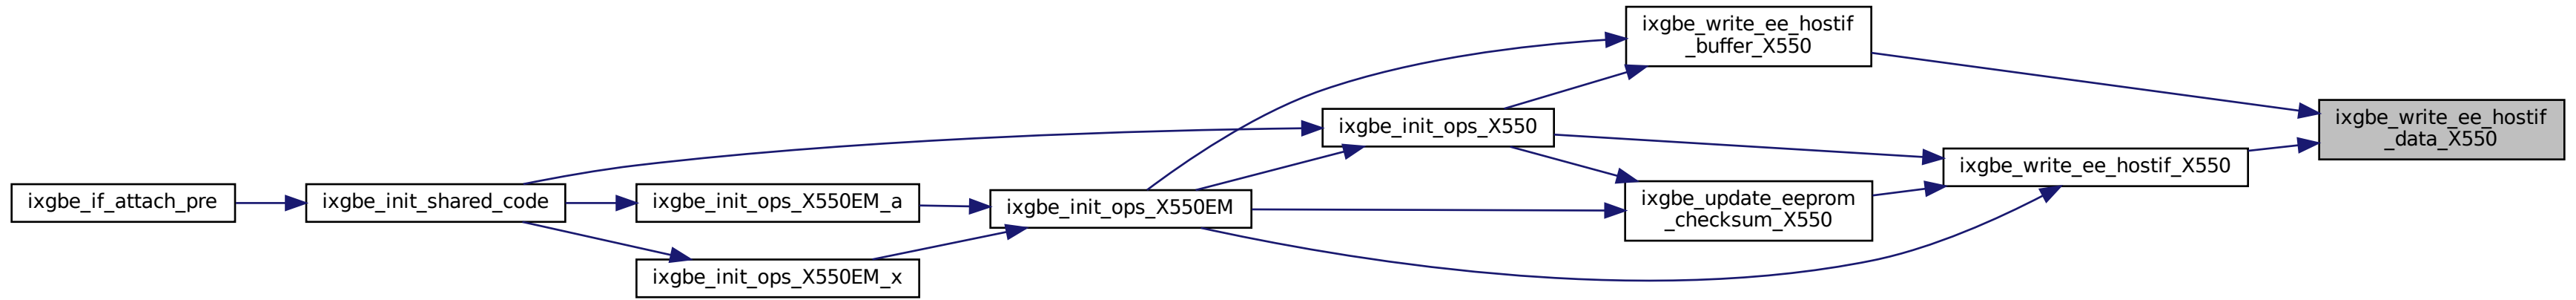 ixgbe_if_attach_pre
ixgbe_init_shared_code
ixgbe_init_ops_X550EM_a
ixgbe_init_ops_X550EM_x
ixgbe_init_ops_X550EM
ixgbe_init_ops_X550
ixgbe_write_ee_hostif
_buffer_X550
ixgbe_update_eeprom
_checksum_X550
ixgbe_write_ee_hostif_X550
ixgbe_write_ee_hostif
_data_X550